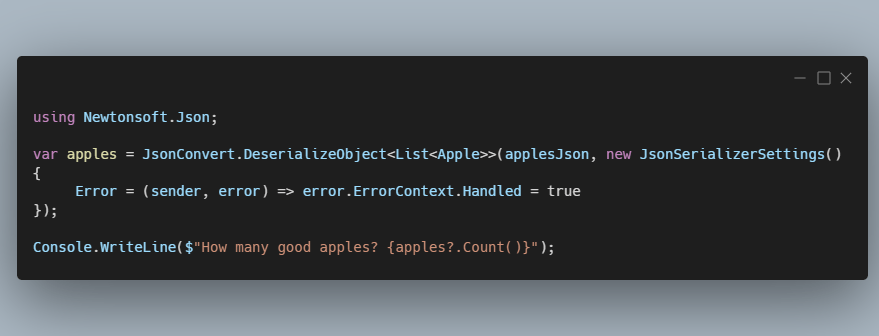 using Newtonsoft.Json;
var apples = JsonConvert.DeserializeObject<List<Apple>>(applesJson, new JsonSerializerSettings()
{
     Error = (sender, error) => error.ErrorContext.Handled = true
});
Console.WriteLine($"How many good apples? {apples?.Count()}");